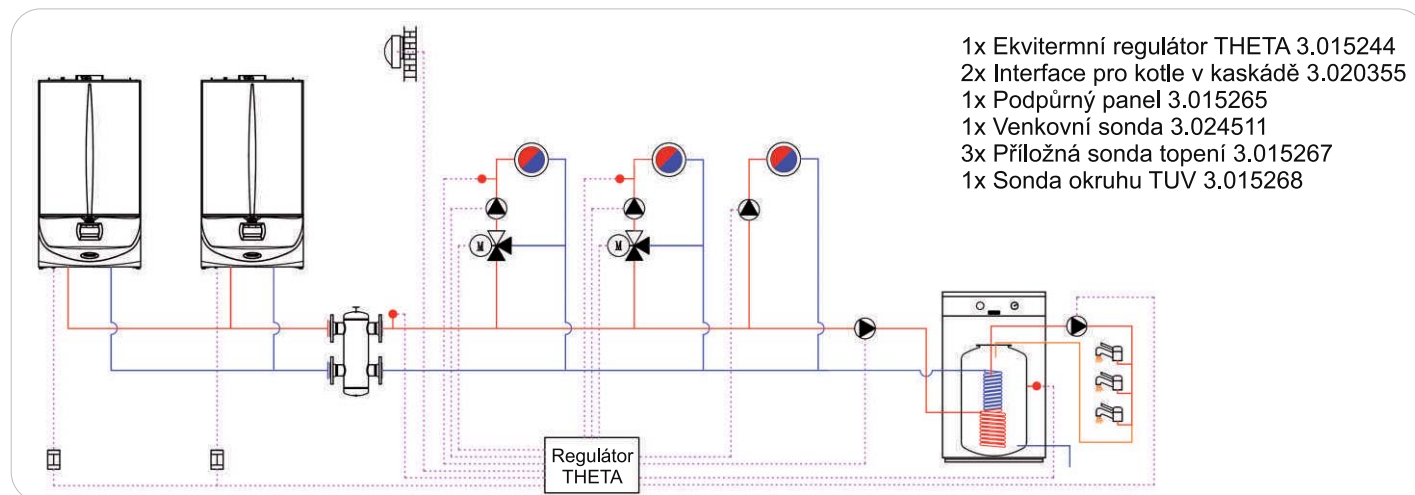 1x Ekvitermní regulátor THETA 3.015244
2x Interface pro kotle v kaskádě 3.020355
1x Podpůrný panel 3.015265
1x Venkovní sonda 3.024511
3x Příložná sonda topení 3.015267
1x Sonda okruhu TUV 3.015268
M
M
Regulátor
THETA